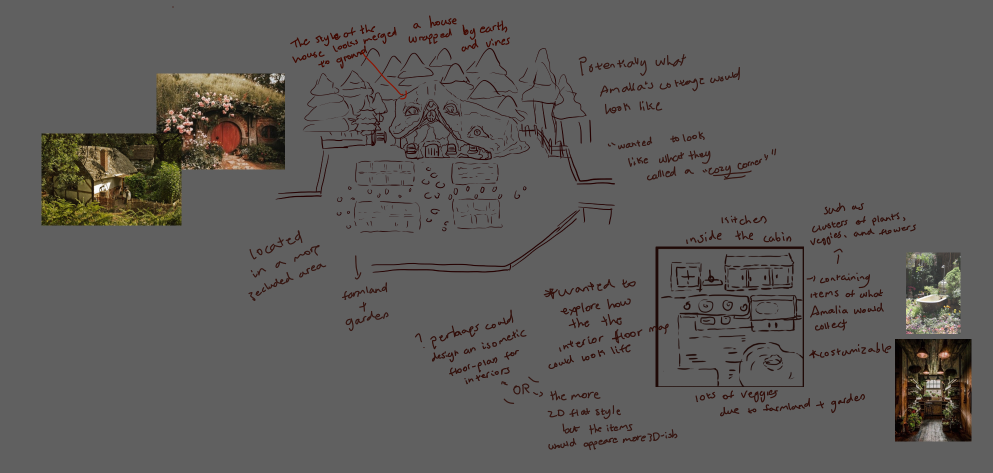 The style of the
house looks merged
to ground
a house
wrapped by earth
and vines
Potentially what
Amalia's cottage would
look like
"wanted to look
like what they
called a "cozy corner""
located
in a more
secluded area
farmland
+
garden
? perhaps could
design an isometic
floor-plan for
interiors
"OR"
*wanted to
explore how
the the
interior floor map
could look life
the more
2D flat style
but the items
would appeare more 3D-ish
Kitchen
inside the cabin
such as
clusters of plants,
veggies, and flowers
containing
items of what
Amalia would
collect
*costumizable
lots of veggies
due to farmland + garden